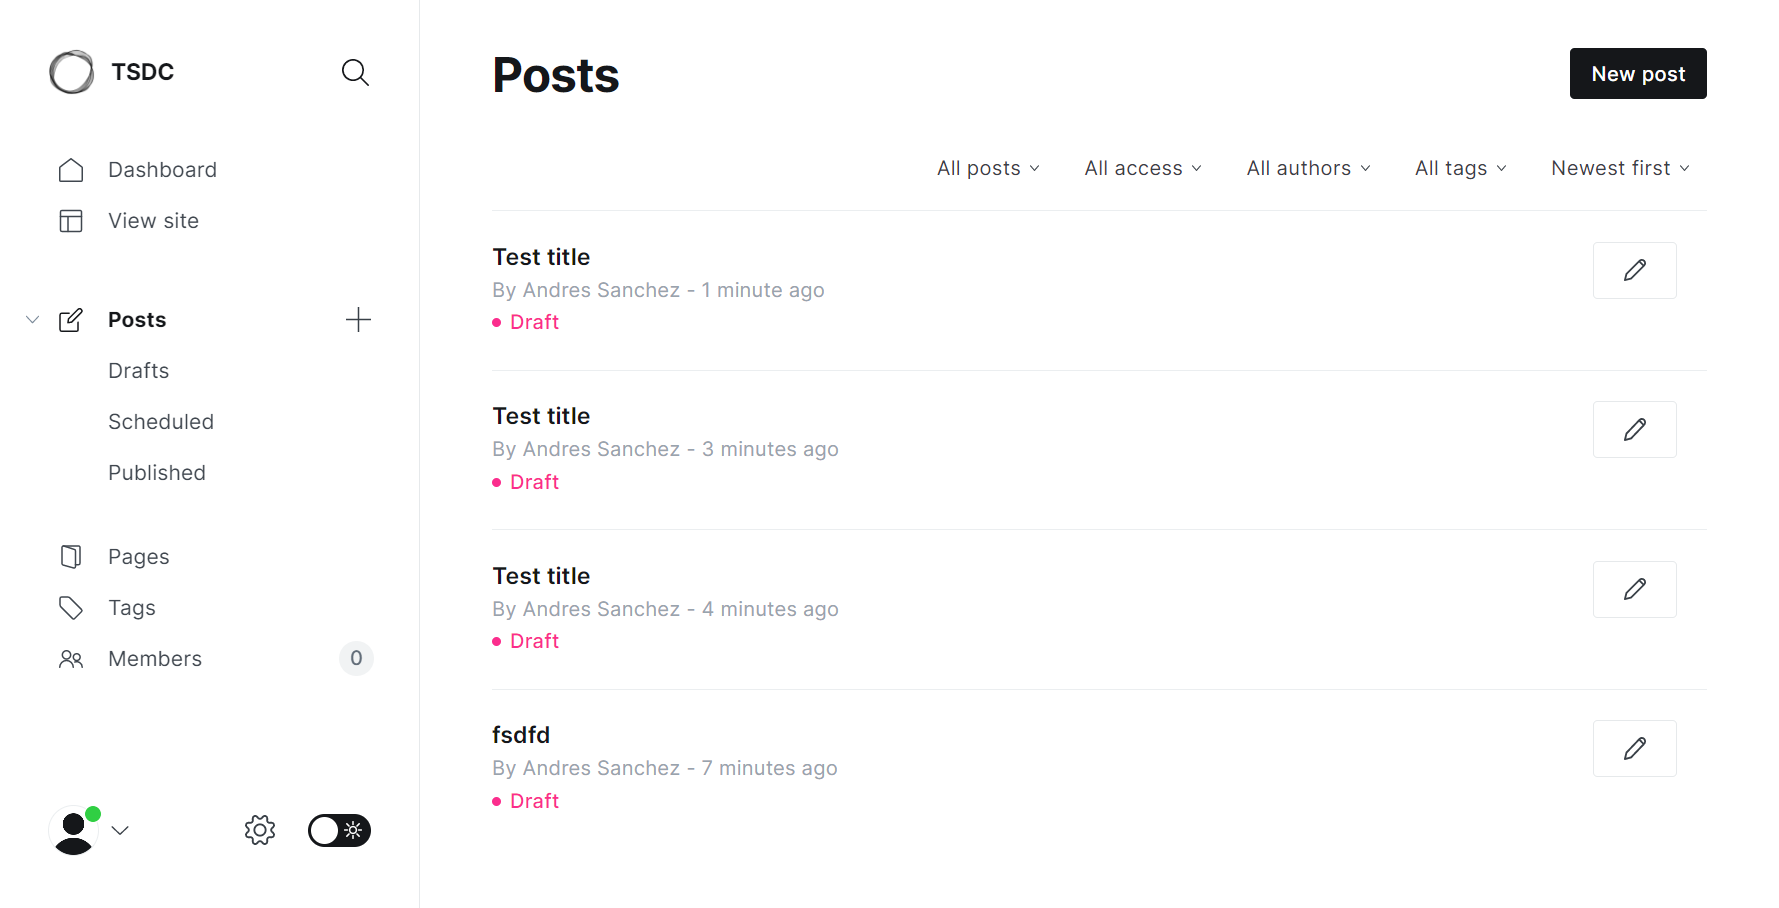 TSDC
Dashboard
View site
Posts
Drafts
Scheduled
Published
Pages
Tags
Members
0
Posts
New post
All posts
All access
All authors
All tags
Newest first
Test title
By Andres Sanchez - 1 minute ago
Draft
Test title
By Andres Sanchez - 3 minutes ago
Draft
Test title
By Andres Sanchez - 4 minutes ago
Draft
fsdfd
By Andres Sanchez - 7 minutes ago
Draft